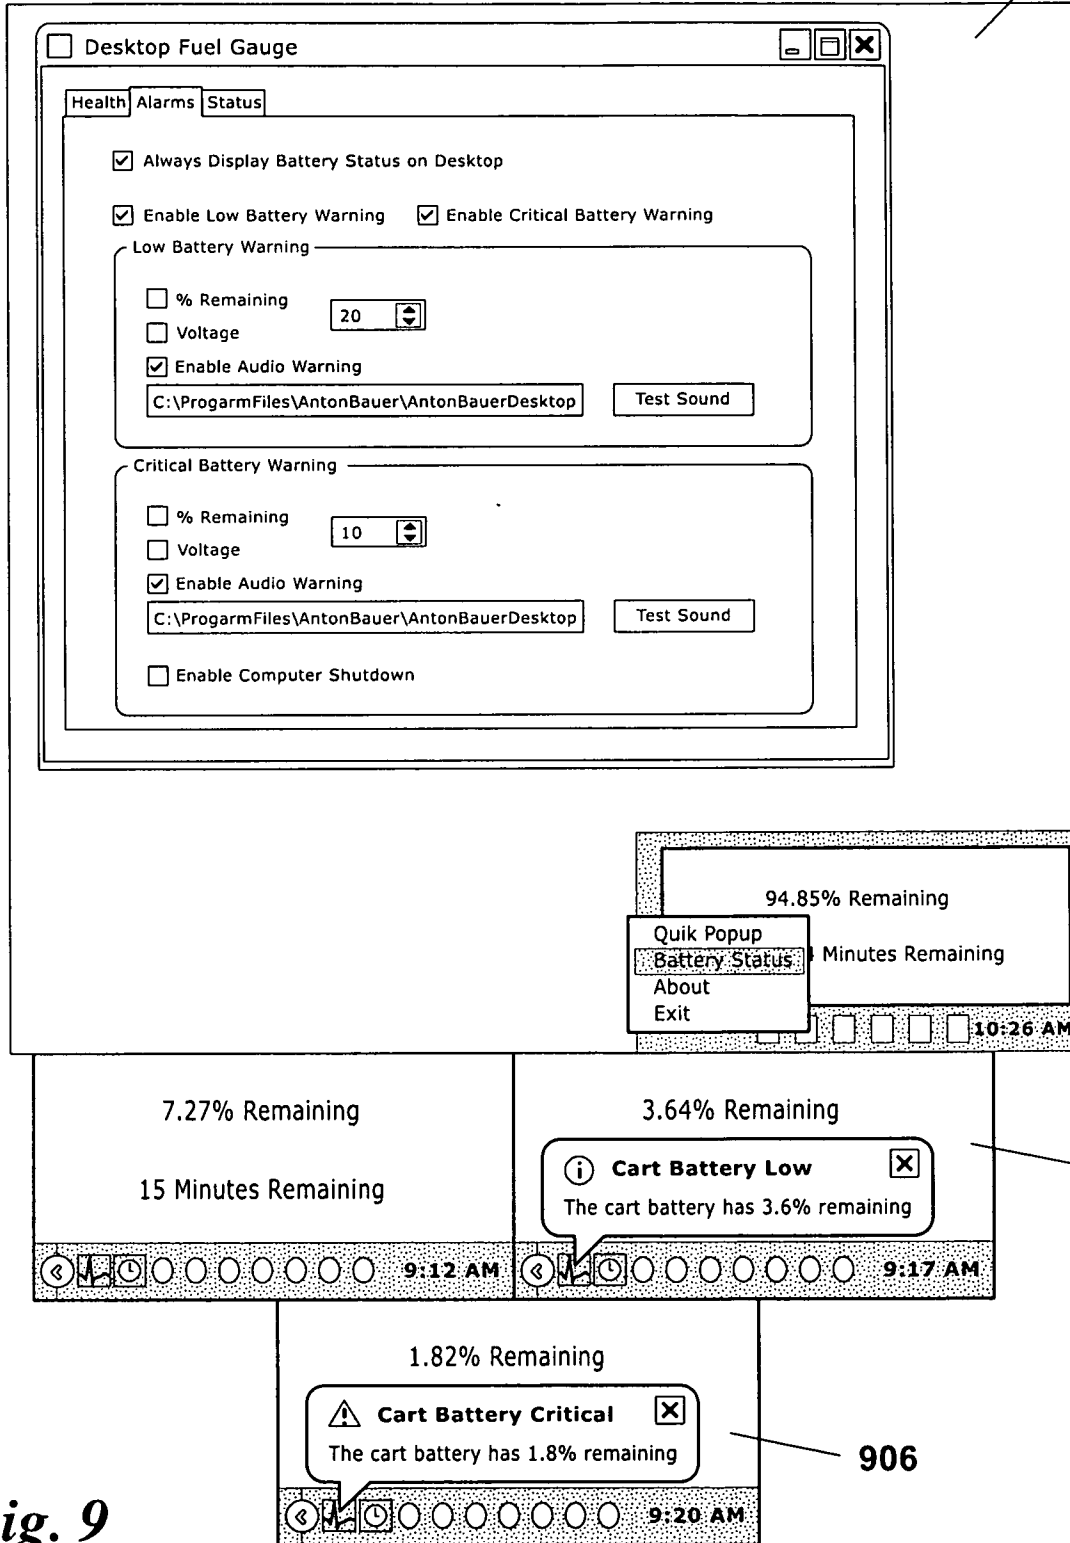 Desktop Fuel Gauge
Health Alarms Status
Always Display Battery Status on Desktop
Enable Low Battery Warning Enable Critical Battery Warning
Low Battery Warning
% Remaining
20
Voltage
Enable Audio Warning
C:\ProgarmFiles\AntonBauer\AntonBauerDesktop Test Sound
Critical Battery Warning
% Remaining
10
Voltage
Enable Audio Warning
C:\ProgarmFiles\AntonBauer\AntonBauerDesktop Test Sound
Enable Computer Shutdown
94.85% Remaining
Quik Popup
Battery Status Minutes Remaining
About
Exit
10:26 AM
7.27% Remaining
15 Minutes Remaining
9:12 AM
3.64% Remaining
Cart Battery Low
The cart battery has 3.6% remaining
9:17 AM
1.82% Remaining
Cart Battery Critical
The cart battery has 1.8% remaining
906
9:20 AM
ig. 9